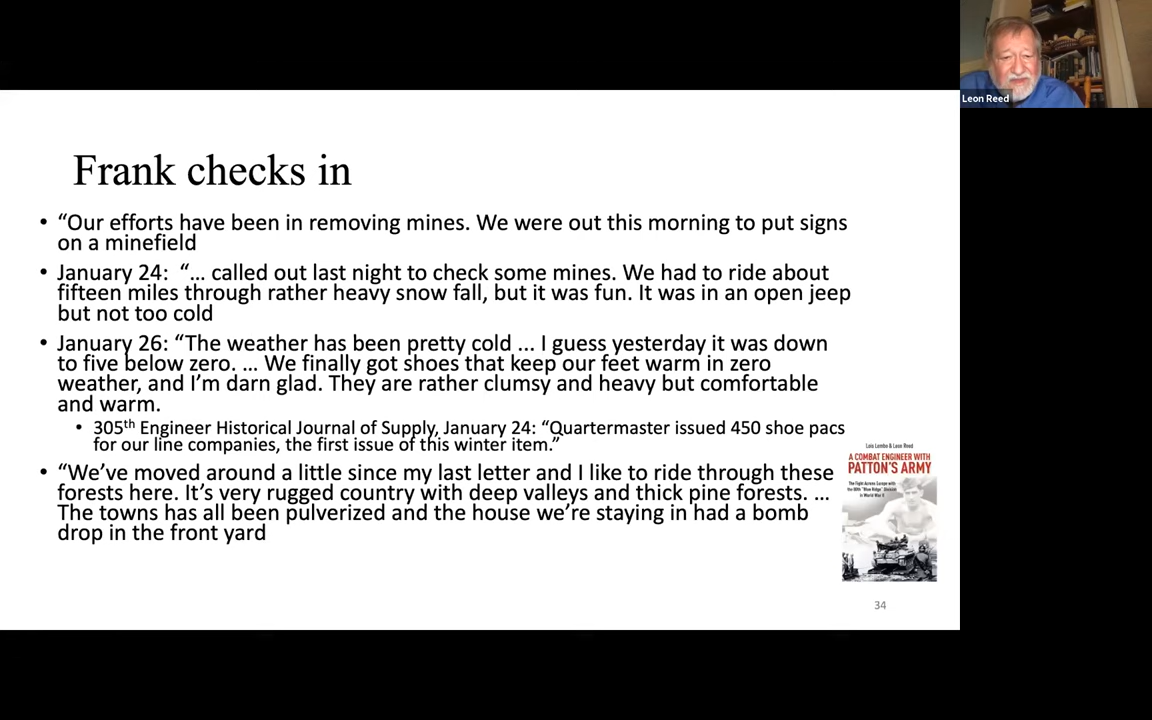 Leon Reed
Frank checks in
• “Our efforts have been in removing mines. We were out this morning to put signs
on a minefield
• January 24:  “… called out last night to check some mines. We had to ride about
fifteen miles through rather heavy snow fall, but it was fun. It was in an open jeep
but not too cold
• January 26: “The weather has been pretty cold ... I guess yesterday it was down
to five below zero. … We finally got shoes that keep our feet warm in zero
weather, and I’m darn glad. They are rather clumsy and heavy but comfortable
and warm.
• 305th Engineer Historical Journal of Supply, January 24: “Quartermaster issued 450 shoe pacs
for our line companies, the first issue of this winter item.”
• “We’ve moved around a little since my last letter and I like to ride through these
forests here. It’s very rugged country with deep valleys and thick pine forests. …
The towns has all been pulverized and the house we’re staying in had a bomb
drop in the front yard
Luis Lembo & Leon Reed
A COMBAT ENGINEER WITH
PATTON’S ARMY
The Fight Across Europe with
the 80th “Blue Ridge” Division
in World War II
34